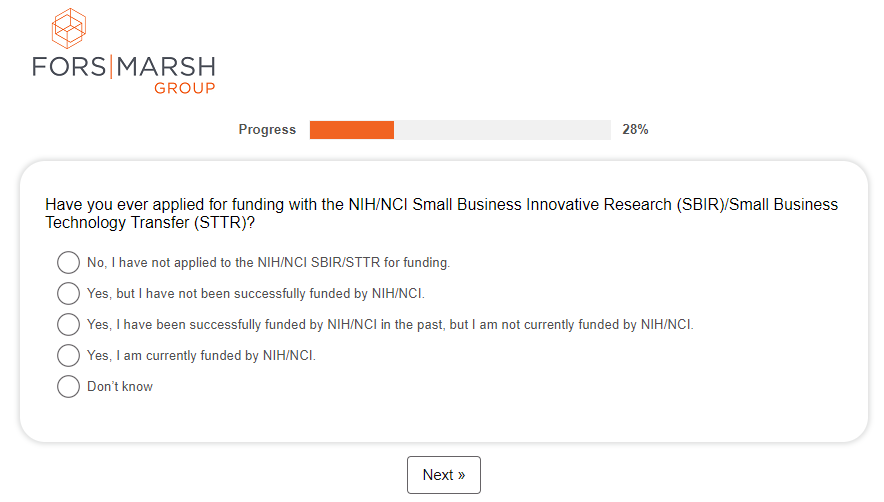 FORS|MARSH
GROUP
Progress 28%
Have you ever applied for funding with the NIH/NCI Small Business Innovative Research (SBIR)/Small Business
Technology Transfer (STTR)?
No, I have not applied to the NIH/NCI SBIR/STTR for funding.
Yes, but I have not been successfully funded by NIH/NCI.
Yes, I have been successfully funded by NIH/NCI in the past, but I am not currently funded by NIH/NCI.
Yes, I am currently funded by NIH/NCI.
Don't know
Next »